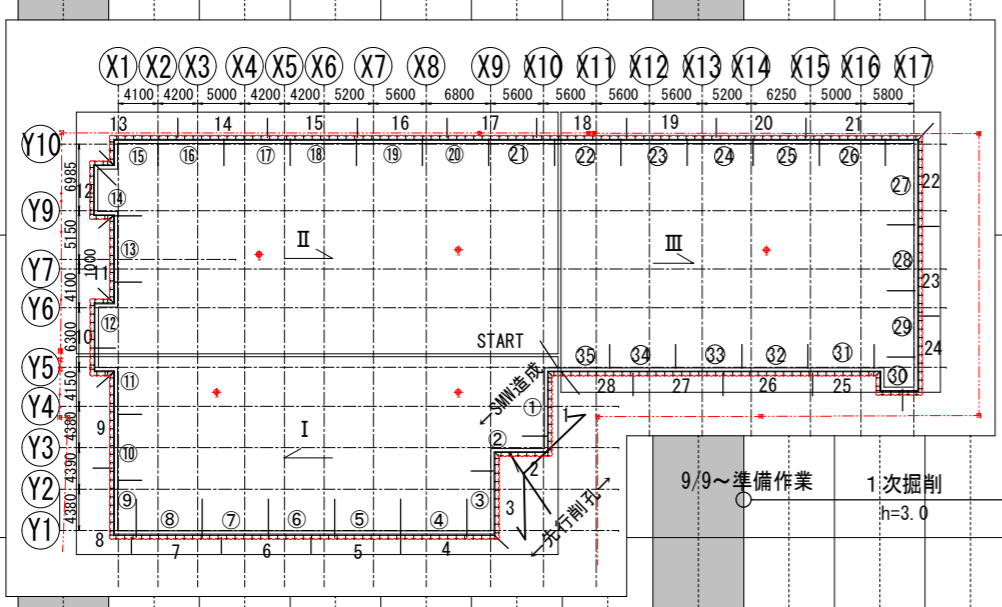 X1 X2 X3 X4 X5 X6 X7 X8 X9 X10 X11 X12 X13 X14 X15 X16 X17
4100 4200 5000 4200 4200 5200 5600 6800 5600 5600 5600 5600 5200 6250 5000 5800
13 14 15 16 17 18 19 20 21
Y10
⑮ ⑯ ⑰ ⑱ ⑲ ⑳ ㉑ ㉒ ㉓ ㉔ ㉕ ㉖
6985
12 ⑭ ㉗ 22
Y9
5150 ⑬ Ⅱ Ⅲ ㉘
1000
Y7
11 23
4100
Y6
⑫ ㉙
6300
10 START 24
Y5
㉟ ㉞ ㉝ ㉜ ㉛ ㉚
4150 ⑪ 28 27 26 25
←SMW造成
Y4
① 1
4380
9 Ⅰ
Y3
②
4390 ⑩ 2
9/9～準備作業 1次掘削
Y2
h=3.0
4380 ⑨ ⑧ ⑦ ⑥ ⑤ ④ ③ 3
←先行削孔→
Y1
8 7 6 5 4